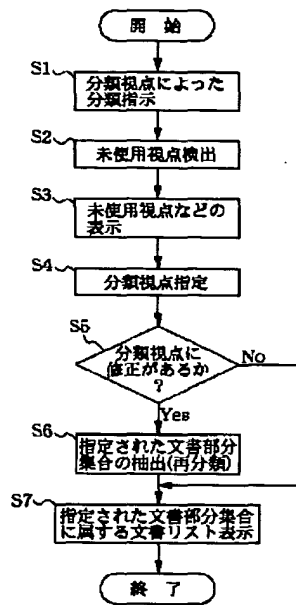 開始
S1
分類視点によった
分類指示
S2
未使用視点検出
S3
未使用視点などの
表示
S4
分類視点指定
S5
分類視点に
修正があるか
?
No
Yes
S6
指定された文書部分
集合の抽出(再分類)
S7
指定された文書部分集合
に属する文書リスト表示
終了